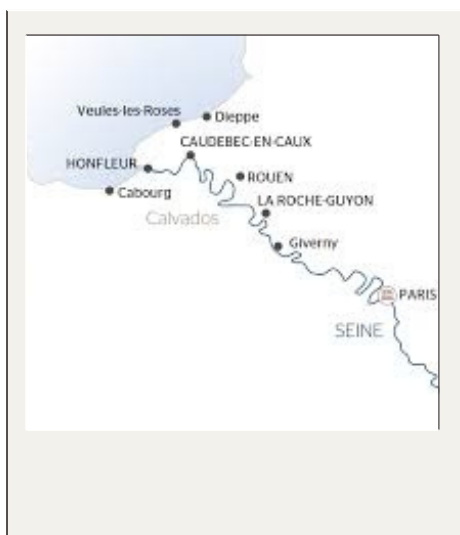 Veules-les-Roses
Dieppe
CAUDEBEC-EN-CAUX
HONFLEUR
ROUEN
Cabourg
LA ROCHE-GUYON
Calvados
Giverny
PARIS
SEINE